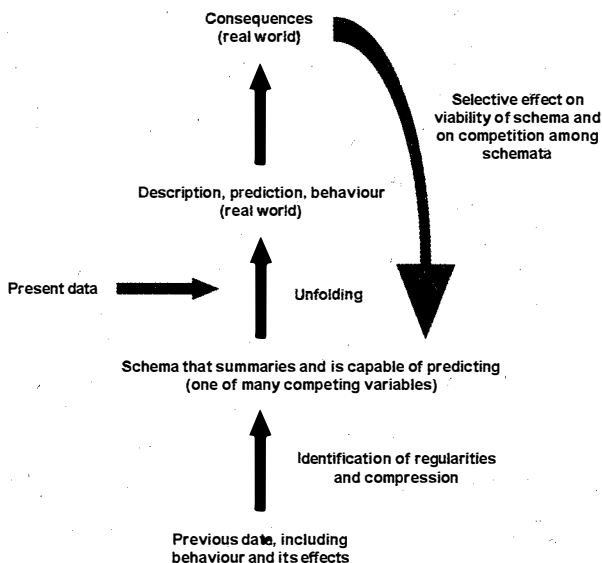 Consequences
(real world)
Selective effect on
viability of schema and
on competition among
schemata
Description, prediction, behaviour
(real world)
Present data
Unfolding
Schema that summaries and is capable of predicting
(one of many competing variables)
Identification of regularities
and compression
Previous data, including
behaviour and its effects